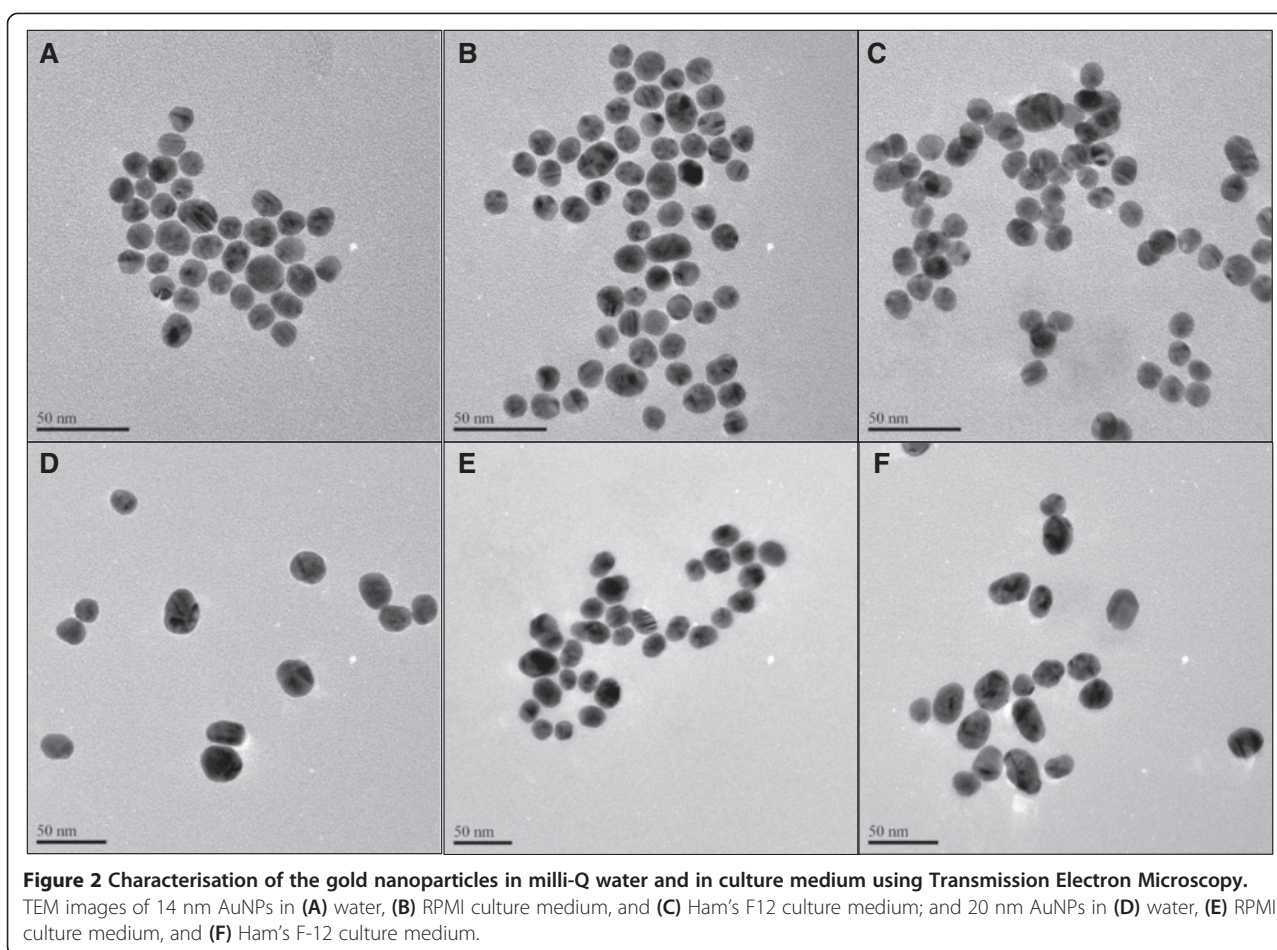 A
B
C
50 nm
50 nm
50 nm
D
E
F
50 nm
50 nm
50 nm
Figure 2 Characterisation of the gold nanoparticles in milli-Q water and in culture medium using Transmission Electron Microscopy.
TEM images of 14 nm AuNPs in (A) water, (B) RPMI culture medium, and (C) Ham's F12 culture medium; and 20 nm AuNPs in (D) water, (E) RPMI
culture medium, and (F) Ham's F-12 culture medium.